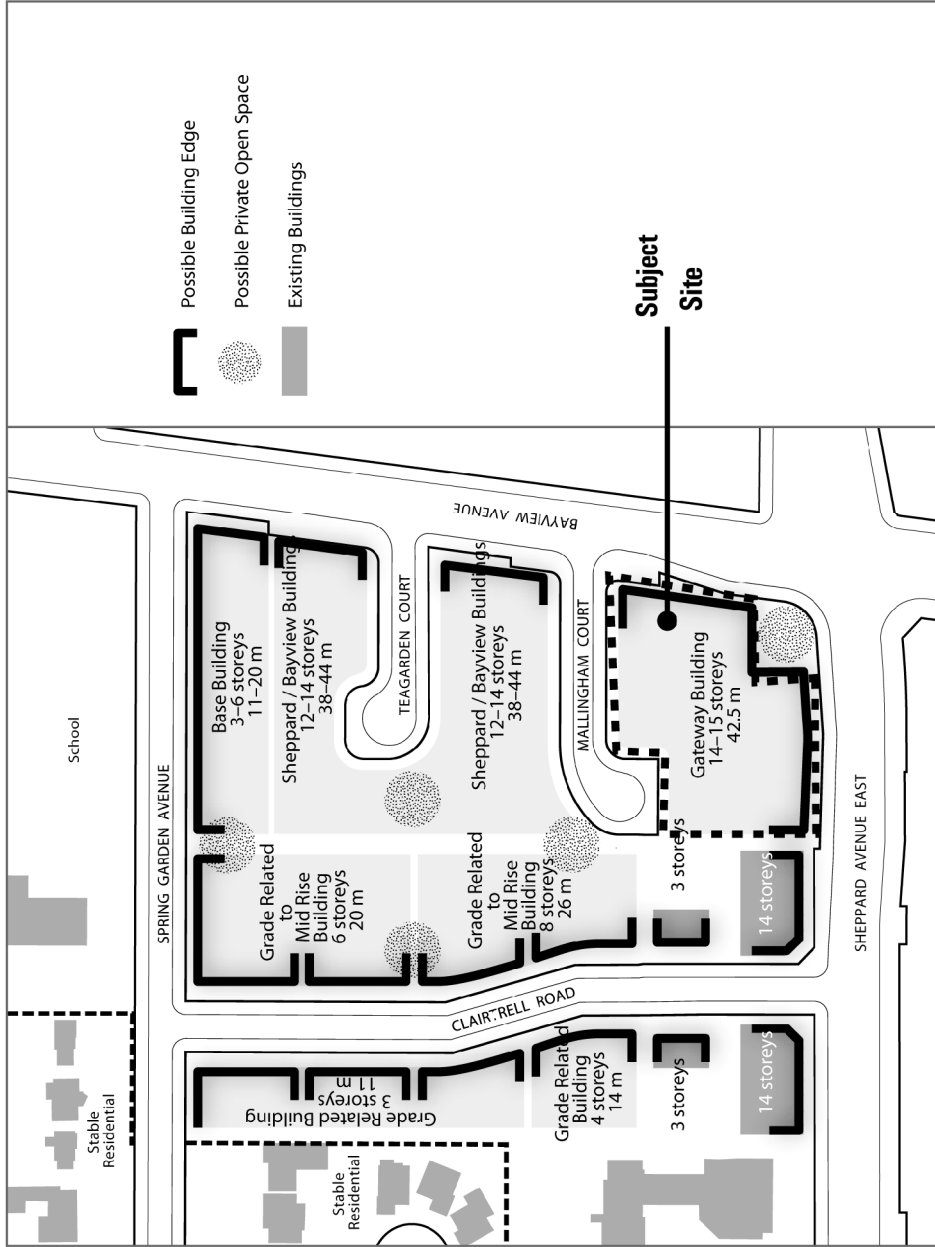 Possible Building Edge
Possible Private Open Space
Existing Buildings
Subject
Site
School
SPRING GARDEN AVENUE
BAYVIEW AVENUE
Base Building
3–6 storeys
11–20 m
Sheppard / Bayview Buildings
12–14 storeys
38–44 m
TEAGARDEN COURT
Sheppard / Bayview Buildings
12–14 storeys
38–44 m
MALLINGHAM COURT
Gateway Building
14–15 storeys
42.5 m
Grade Related
to
Mid Rise
Building
6 storeys
20 m
Grade Related
to
Mid Rise
Building
8 storeys
26 m
3 storeys
14 storeys
SHEPPARD AVENUE EAST
CLAIRTRELL ROAD
Stable
Residential
Grade Related Building
3 storeys
11 m
Grade Related
Building
4 storeys
14 m
3 storeys
14 storeys
Stable
Residential